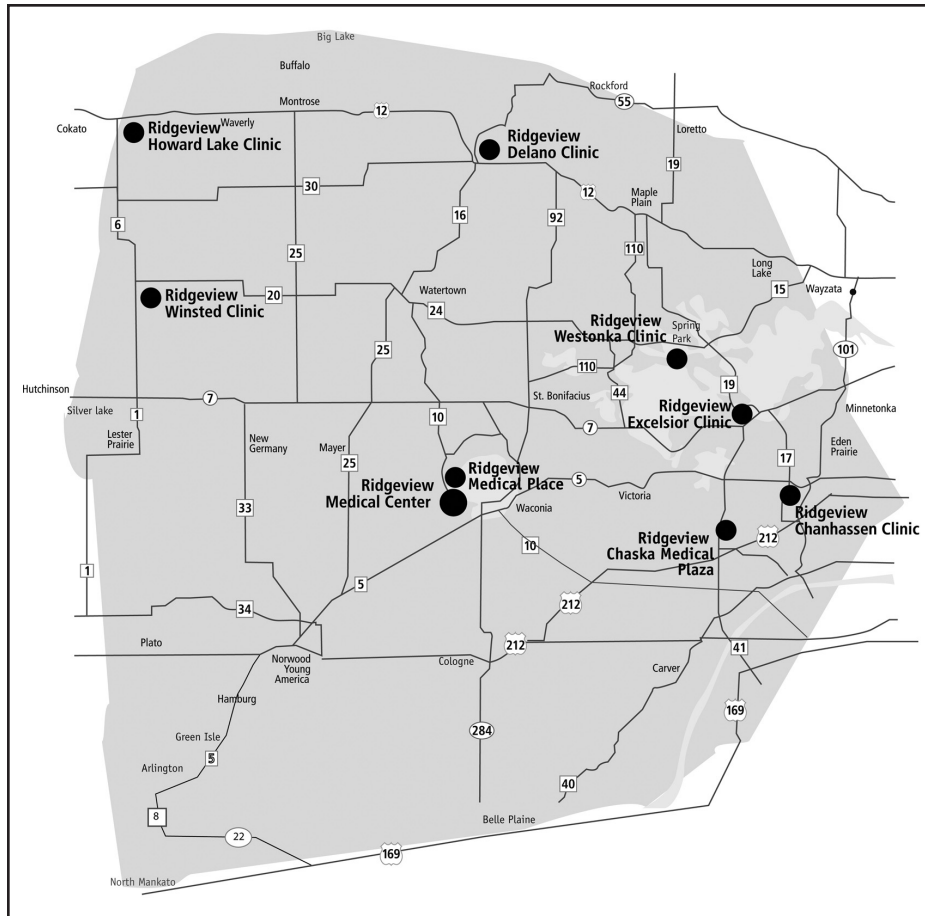 Big Lake
Buffalo
Rockford
55
Montrose
12
Cokato
Waverly
Ridgeview
Howard Lake Clinic
Ridgeview
Delano Clinic
Loretto
19
30
12
Maple
Plain
6
16
92
25
110
Long
Lake
Ridgeview
Winsted Clinic
20
Watertown
24
15
Wayzata
Ridgeview
Westonka Clinic
Spring
Park
25
101
110
Hutchinson
7
St. Bonifacius
44
19
Silver lake
1
10
7
Ridgeview
Excelsior Clinic
Minnetonka
Lester
Prairie
New
Germany
Mayer
25
Eden
Prairie
17
Ridgeview
Medical Place
Ridgeview
Medical Center
5
Victoria
33
Waconia
Ridgeview
Chanhassen Clinic
10
Ridgeview
Chaska Medical
Plaza
212
1
5
34
212
Plato
212
41
Norwood
Young
America
Cologne
Carver
Hamburg
169
Green Isle
284
5
Arlington
40
8
Belle Plaine
22
169
North Mankato